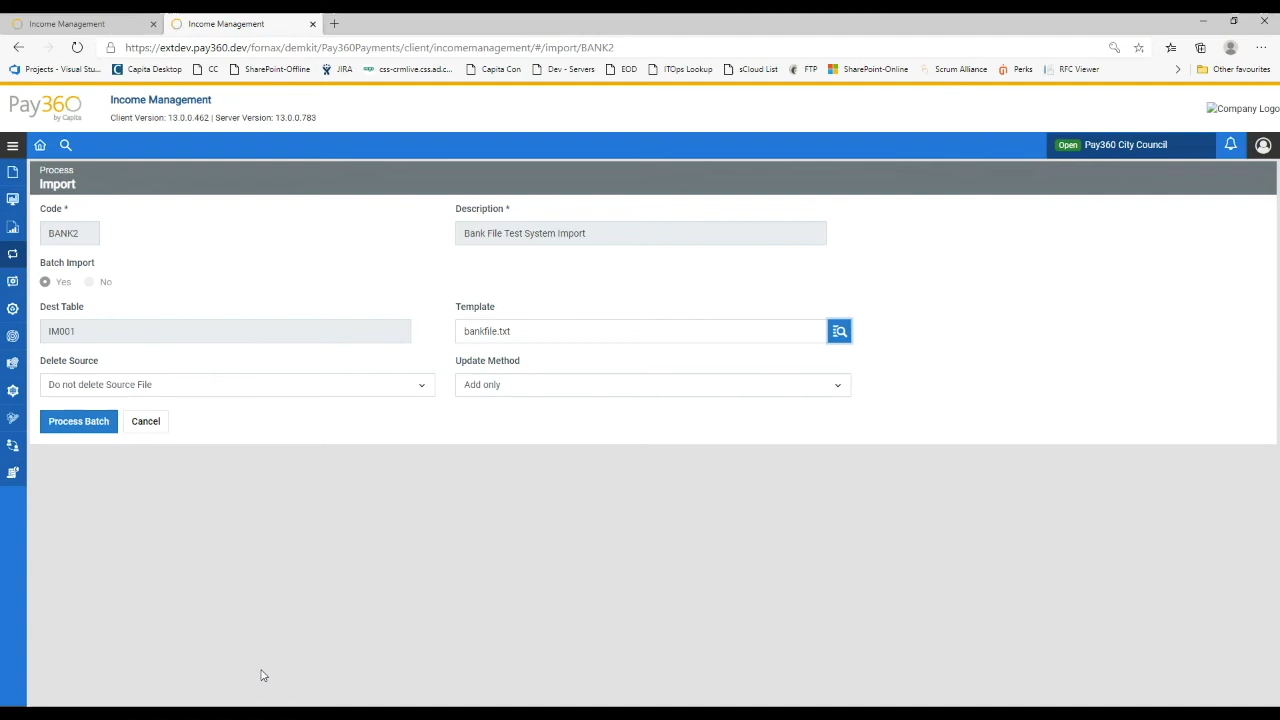 Income Management
Income Management
https://extdev.pay360.dev/fornax/demkit/Pay360Payments/client/incomemanagement/#/import/BANK2
Projects - Visual Stu...
Capita Desktop
CC
SharePoint-Offline
JIRA
css-crmlive.css.ad.c...
Capita Con
Dev - Servers
EOD
ITOps Lookup
sCloud List
FTP
SharePoint-Online
Scrum Alliance
Perks
RFC Viewer
Other favourites
Pay360
by Capita
Income Management
Client Version: 13.0.0.462 | Server Version: 13.0.0.783
Company Logo
Open Pay360 City Council
Process
Import
Code *
Description *
BANK2
Bank File Test System Import
Batch Import
Yes No
Dest Table
Template
IM001
bankfile.txt
Delete Source
Update Method
Do not delete Source File
Add only
Process Batch
Cancel